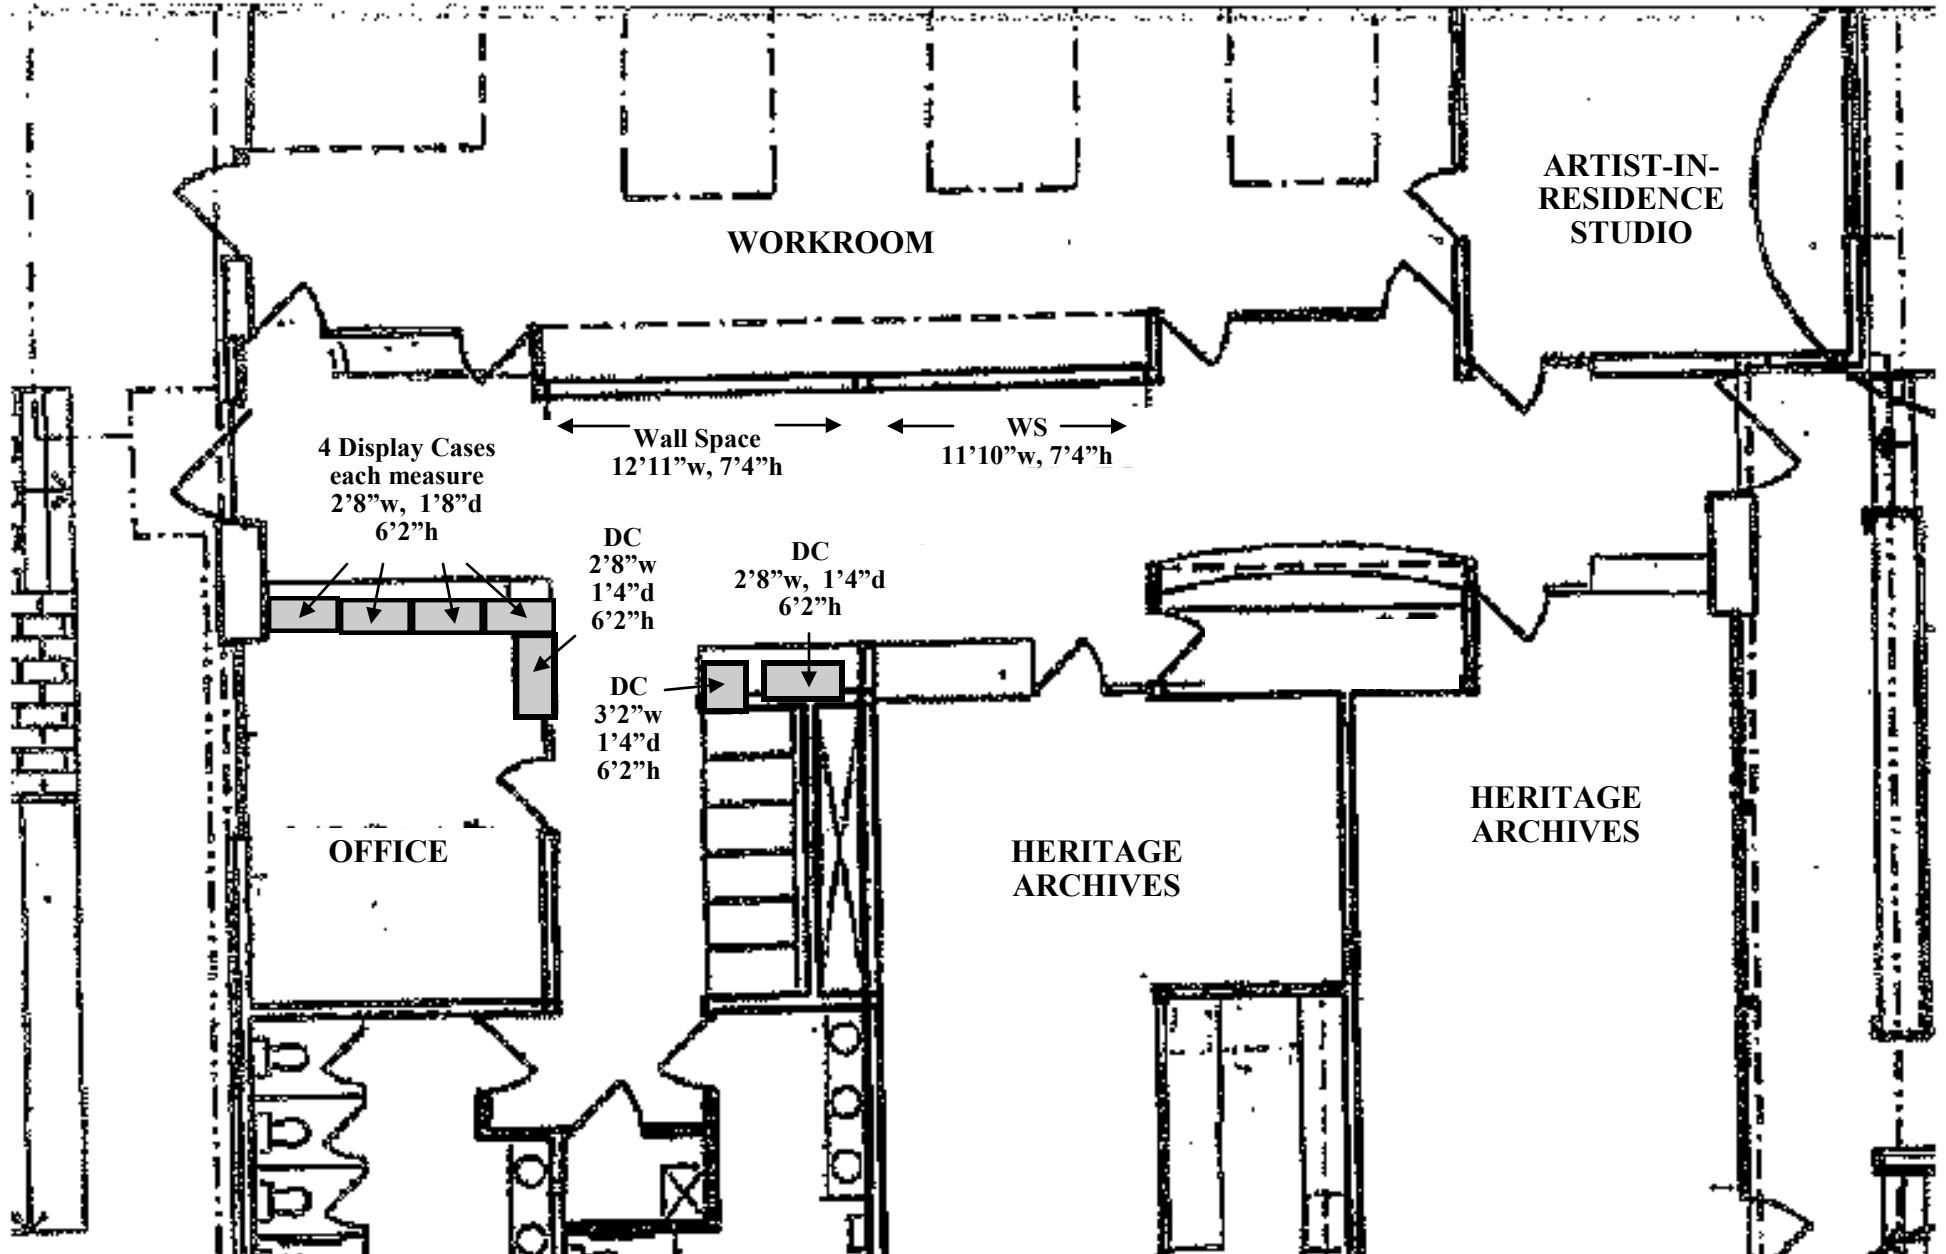 ARTIST-IN-
RESIDENCE
STUDIO
WORKROOM
Wall Space
12’11”w, 7’4”h
WS
11’10”w, 7’4”h
4 Display Cases
each measure
2’8”w, 1’8”d
6’2”h
DC
2’8”w
1’4”d
6’2”h
DC
2’8”w, 1’4”d
6’2”h
DC
3’2”w
1’4”d
6’2”h
OFFICE
HERITAGE
ARCHIVES
HERITAGE
ARCHIVES